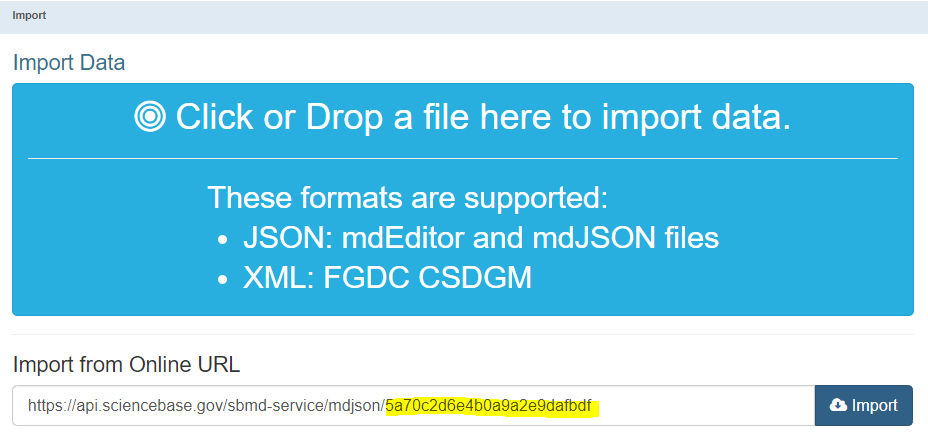 Import
Import Data
Click or Drop a file here to import data.
These formats are supported:
• JSON: mdEditor and mdJSON files
• XML: FGDC CSDGM
Import from Online URL
https://api.sciencebase.gov/sbmd-service/mdjson/5a70c2d6e4b0a9a2e9dafbdf Import